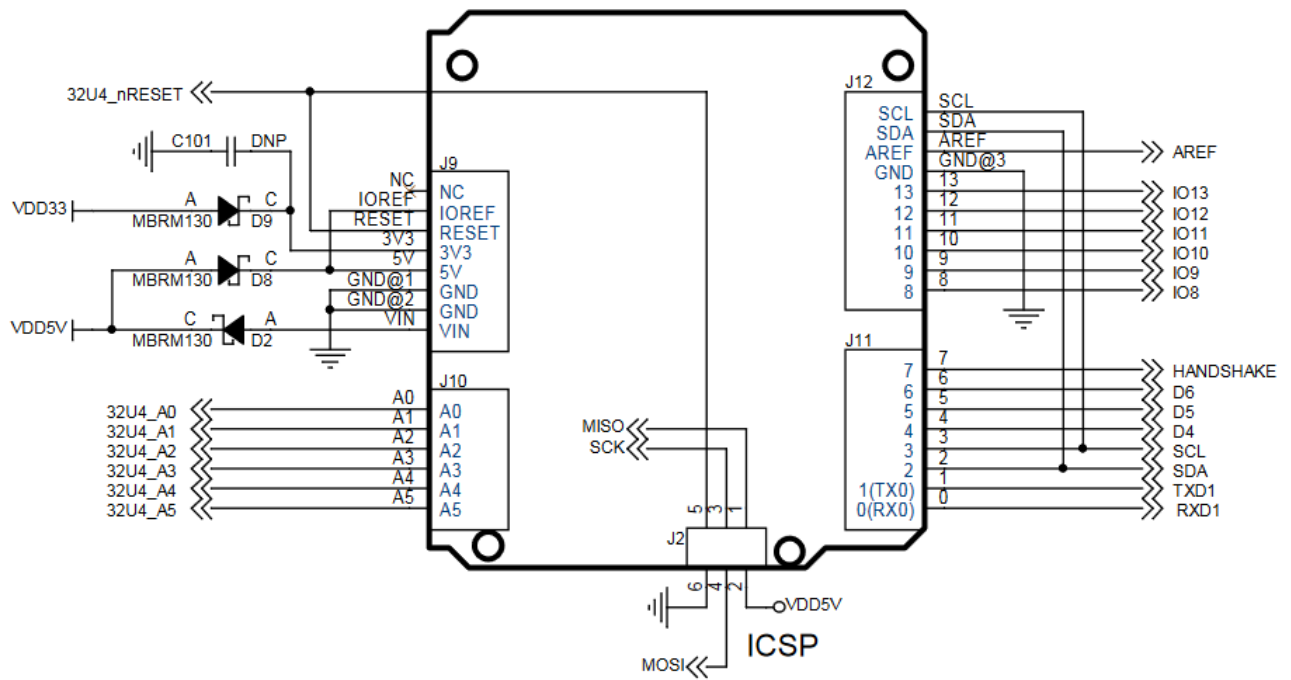 32U4_nRESET
C101 DNP
VDD33
A C
MBRM130 D9
A C
MBRM130 D8
VDD5V
C A
MBRM130 D2
J9
NC
IOREF
RESET
3V3
5V
GND@1
GND@2
VIN
NC
IOREF
RESET
3V3
5V
GND
GND
VIN
J10
32U4_A0 A0 A0
32U4_A1 A1 A1
32U4_A2 A2 A2
32U4_A3 A3 A3
32U4_A4 A4 A4
32U4_A5 A5 A5
J12
SCL SCL
SDA SDA
AREF AREF AREF
GND GND@3
13 13 IO13
12 12 IO12
11 11 IO11
10 10 IO10
9 9 IO9
8 8 IO8
J11
7 7 HANDSHAKE
6 6 D6
5 5 D5
4 4 D4
3 3 SCL
2 2 SDA
1(TX0) 1 TXD1
0(RX0) 0 RXD1
MISO
SCK
5 3 1
J2
6 4 2
VDD5V
ICSP
MOSI